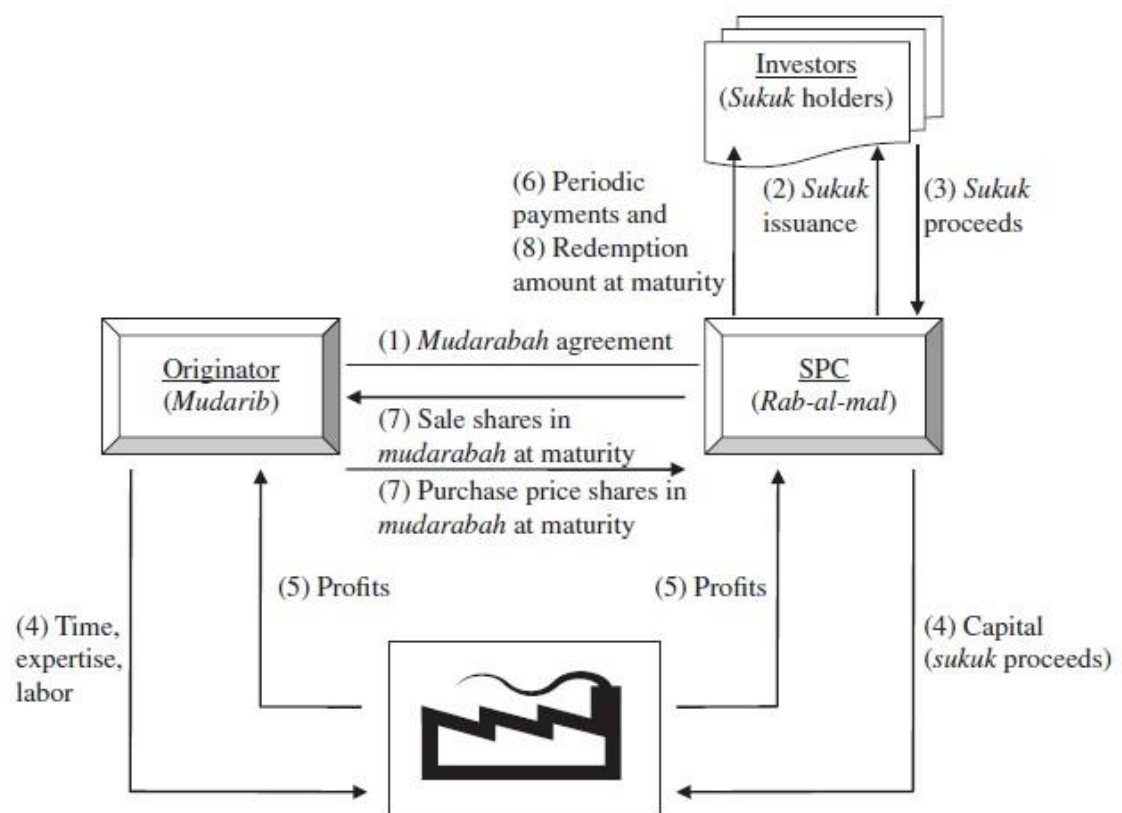 Investors
(Sukuk holders)
(6) Periodic
payments and
(8) Redemption
amount at maturity
(2) Sukuk
issuance
(3) Sukuk
proceeds
Originator
(Mudarib)
(1) Mudarabah agreement
SPC
(Rab-al-mal)
(7) Sale shares in
mudarabah at maturity
(7) Purchase price shares in
mudarabah at maturity
(5) Profits
(5) Profits
(4) Time,
expertise,
labor
(4) Capital
(sukuk proceeds)